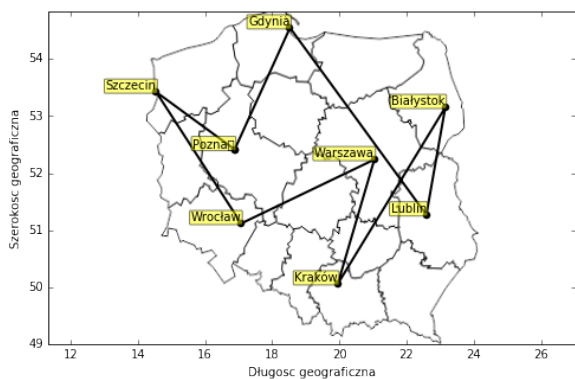 54
53
52
51
50
49
Szerokosc geograficzna
Gdynia
Szczecin
Białystok
Poznań
Warszawa
Wrocław
Lublin
Kraków
12
14
16
18
20
22
24
26
Długosc geograficzna